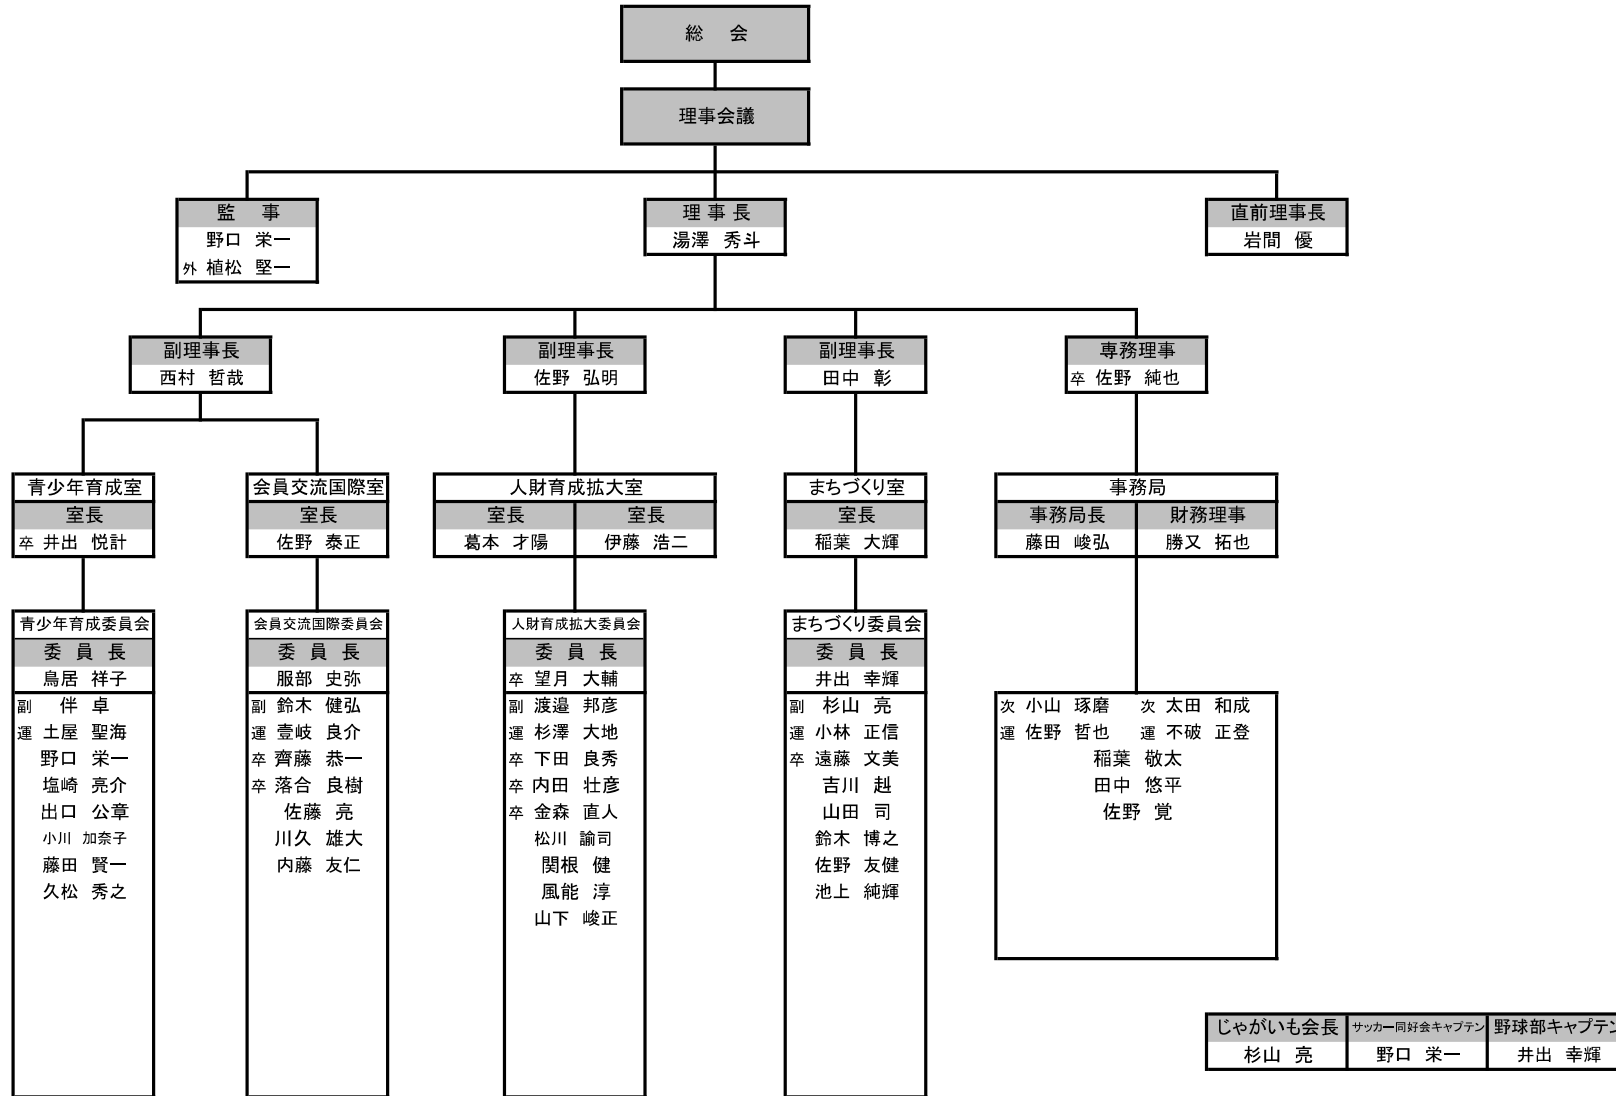 総 会
理事会議
監 事
野口 栄一
外 植松 堅一
理 事 長
湯澤 秀斗
直前理事長
岩間 優
副理事長
西村 哲哉
副理事長
佐野 弘明
副理事長
田中 彰
専務理事
卒 佐野 純也
青少年育成室
室長
卒 井出 悦計
会員交流国際室
室長
佐野 泰正
人財育成拡大室
室長 室長
葛本 才陽 伊藤 浩二
まちづくり室
室長
稲葉 大輝
事務局
事務局長 財務理事
藤田 峻弘 勝又 拓也
青少年育成委員会
委 員 長
鳥居 祥子
副 伴 卓
運 土屋 聖海
野口 栄一
塩崎 亮介
出口 公章
小川 加奈子
藤田 賢一
久松 秀之
会員交流国際委員会
委 員 長
服部 史弥
副 鈴木 健弘
運 壹岐 良介
卒 齊藤 恭一
卒 落合 良樹
佐藤 亮
川久 雄大
内藤 友仁
人財育成拡大委員会
委 員 長
卒 望月 大輔
副 渡邉 邦彦
運 杉澤 大地
卒 下田 良秀
卒 内田 壮彦
卒 金森 直人
松川 諭司
関根 健
風能 淳
山下 峻正
まちづくり委員会
委 員 長
井出 幸輝
副 杉山 亮
運 小林 正信
卒 遠藤 文美
吉川 越
山田 司
鈴木 博之
佐野 友健
池上 純輝
次 小山 琢磨 次 太田 和成
運 佐野 哲也 運 不破 正登
稲葉 敬太
田中 悠平
佐野 覚
じゃがいも会長 サッカー同好会キャプテン 野球部キャプテン
杉山 亮 野口 栄一 井出 幸輝